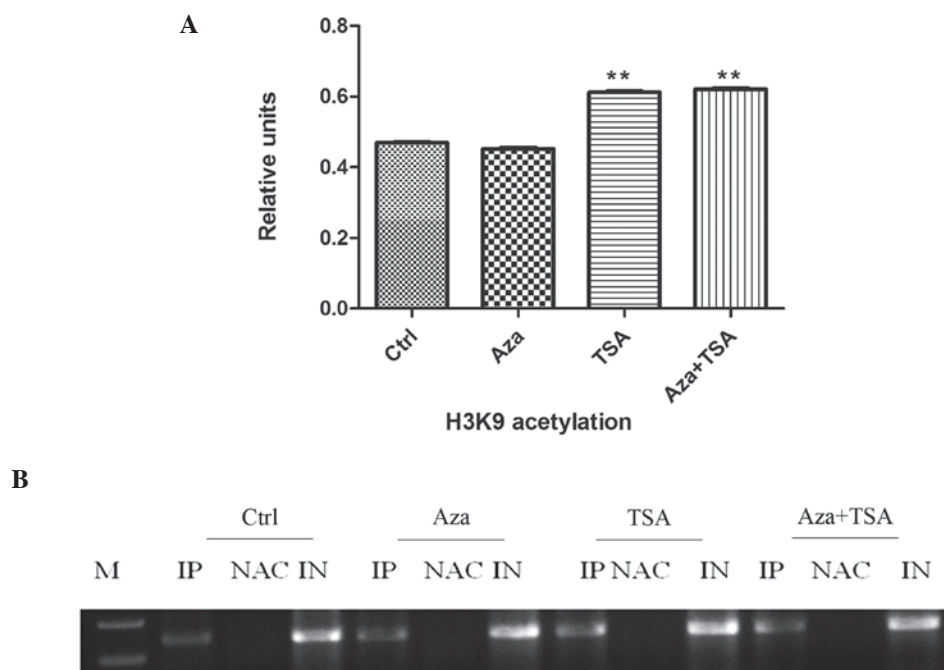 A
0.8
0.6
0.4
0.2
0.0
Relative units
** **
Ctrl Aza TSA Aza+TSA
H3K9 acetylation
B
Ctrl Aza TSA Aza+TSA
M IP NAC IN IP NAC IN IP NAC IN IP NAC IN